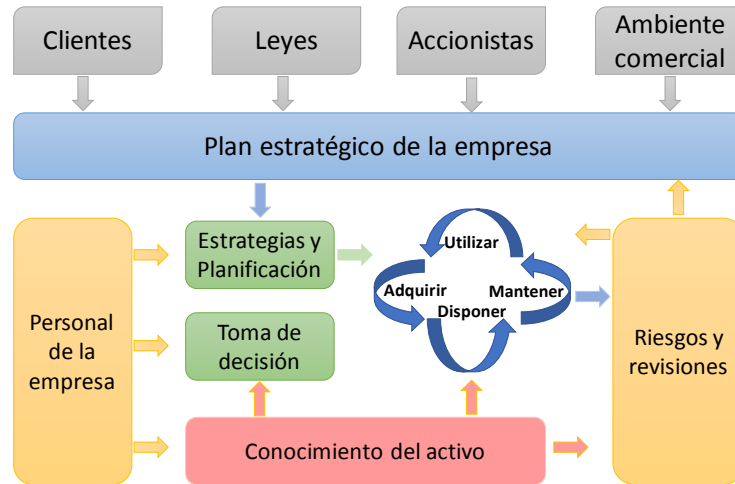 Clientes
Leyes
Accionistas
Ambiente
comercial
Plan estratégico de la empresa
Personal
de la
empresa
Estrategias y
Planificación
Toma de
decisión
Utilizar
Adquirir
Mantener
Disponer
Riesgos y
revisiones
Conocimiento del activo